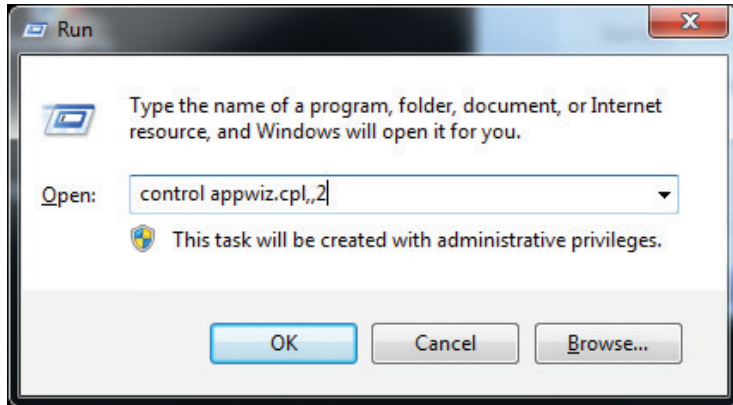 Run
Type the name of a program, folder, document, or Internet
resource, and Windows will open it for you.
Open: control appwiz.cpl,,2
This task will be created with administrative privileges.
OK Cancel Browse...